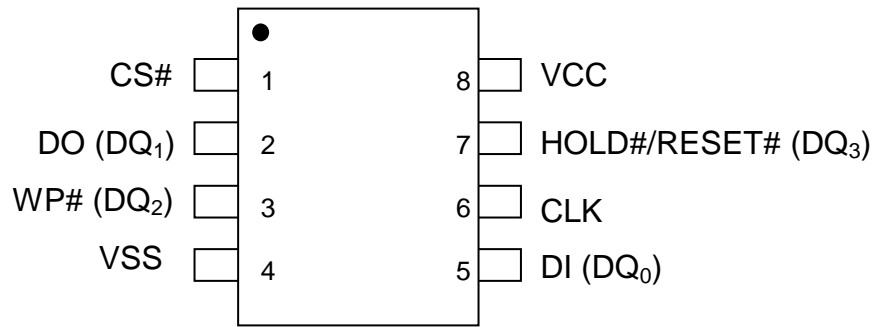 CS# 1 8 VCC
DO (DQ₁) 2 7 HOLD#/RESET# (DQ₃)
WP# (DQ₂) 3 6 CLK
VSS 4 5 DI (DQ₀)